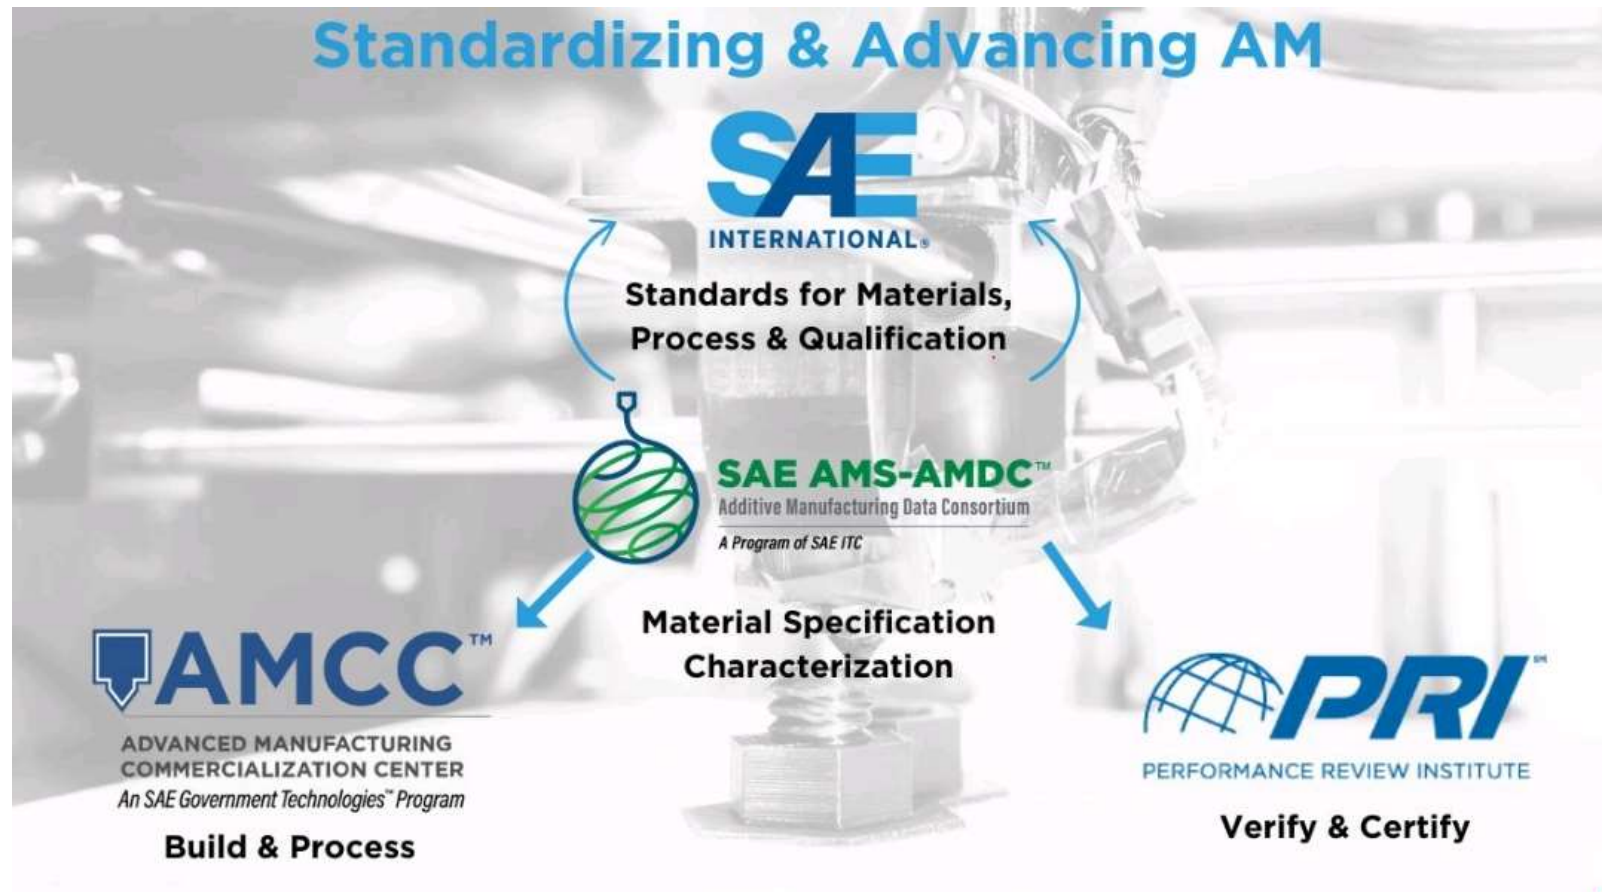 Standardizing & Advancing AM
SAE
INTERNATIONAL®
Standards for Materials,
Process & Qualification
SAE AMS-AMDC™
Additive Manufacturing Data Consortium
A Program of SAE ITC
Material Specification
Characterization
AMCC™
ADVANCED MANUFACTURING
COMMERCIALIZATION CENTER
An SAE Government Technologies™ Program
Build & Process
PRI℠
PERFORMANCE REVIEW INSTITUTE
Verify & Certify